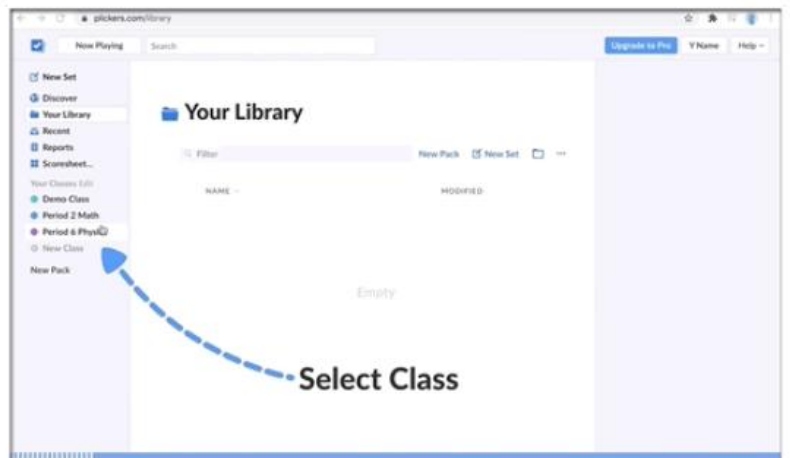 plickers.com/library
Now Playing
Search
Upgrade to Pro
Y Name
Help
New Set
Discover
Your Library
Recent
Reports
Scoresheet...
Your Classes Edit
Demo Class
Period 2 Math
Period 6 Physics
New Class
New Pack
Your Library
Filter
New Pack
New Set
NAME
MODIFIED
Empty
Select Class